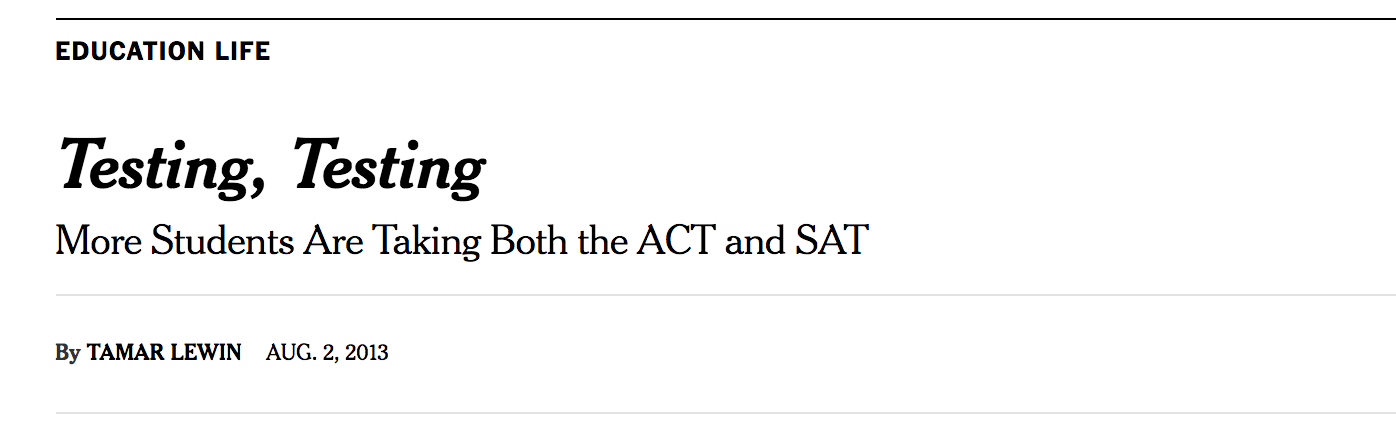 EDUCATION LIFE
Testing, Testing
More Students Are Taking Both the ACT and SAT
By TAMAR LEWIN AUG. 2, 2013